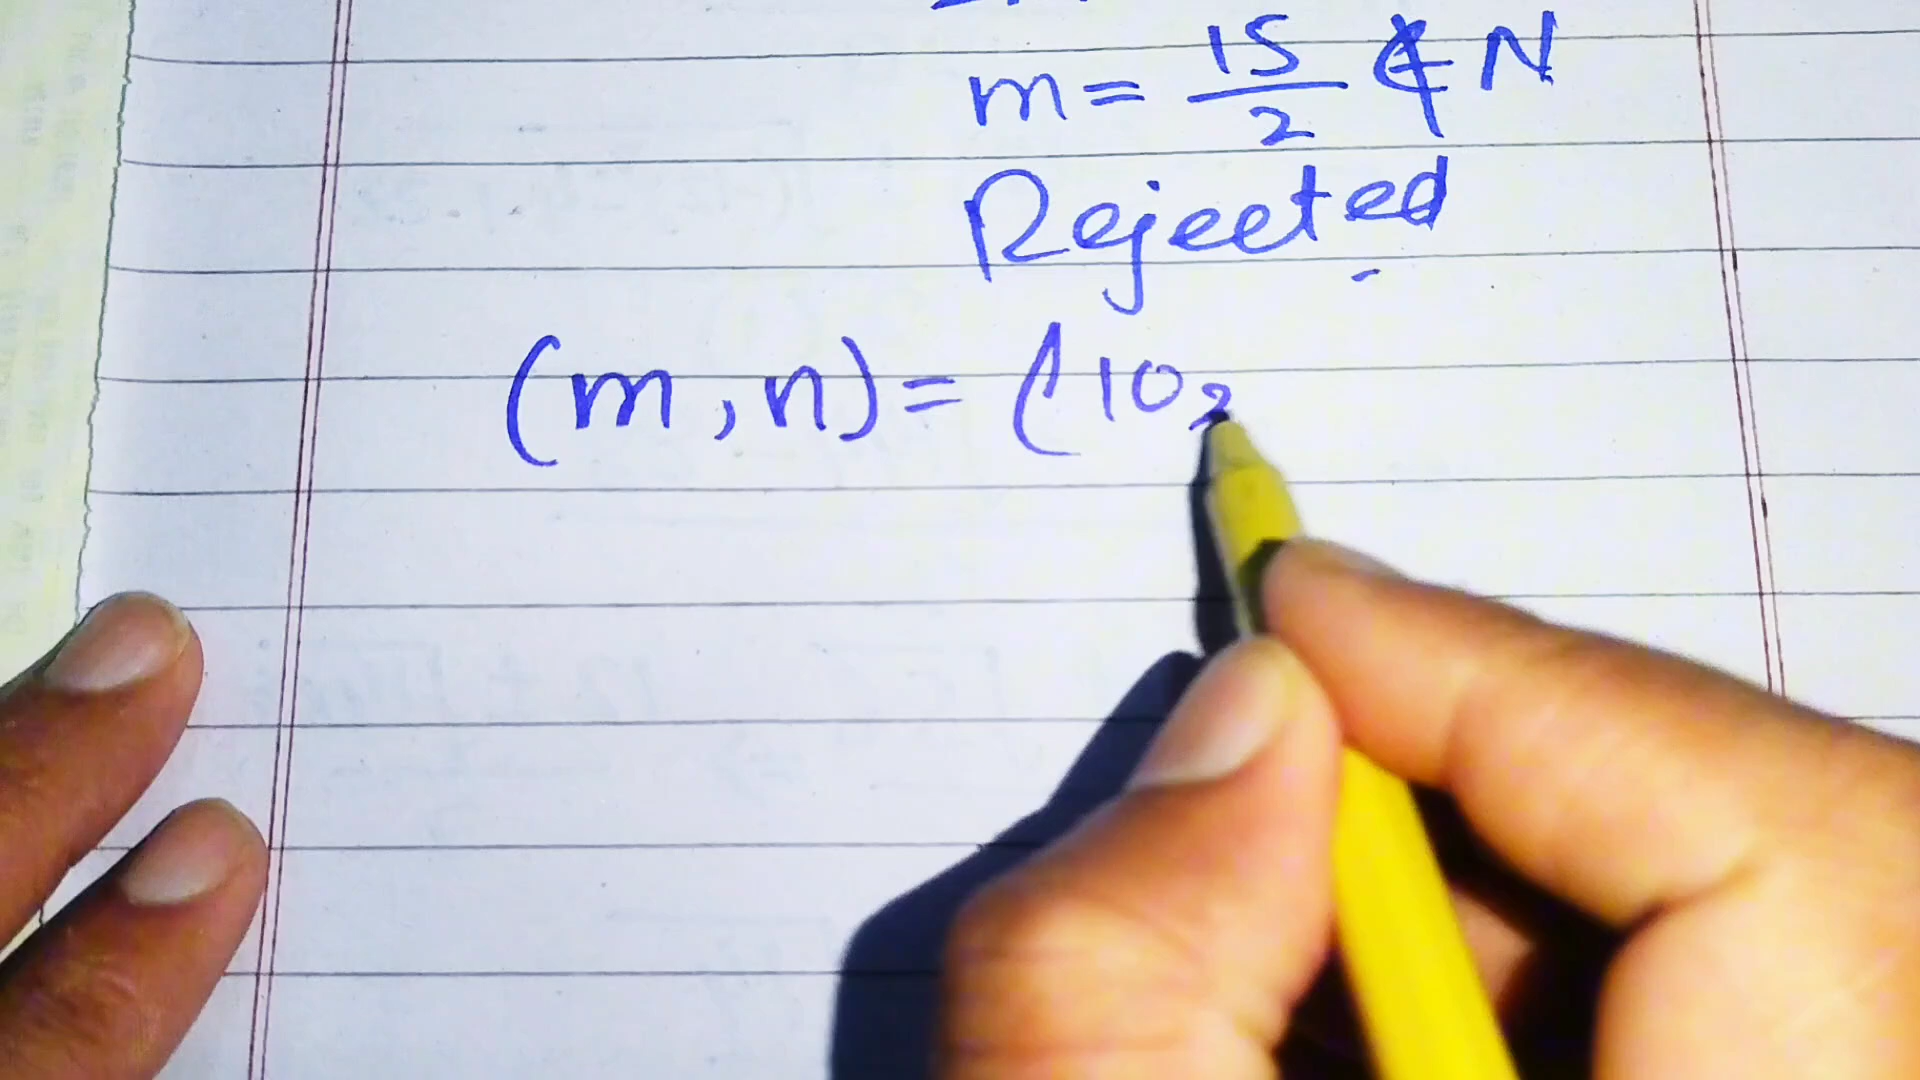 m = 15/2 ∉ N
Rejected
(m, n) = (10,